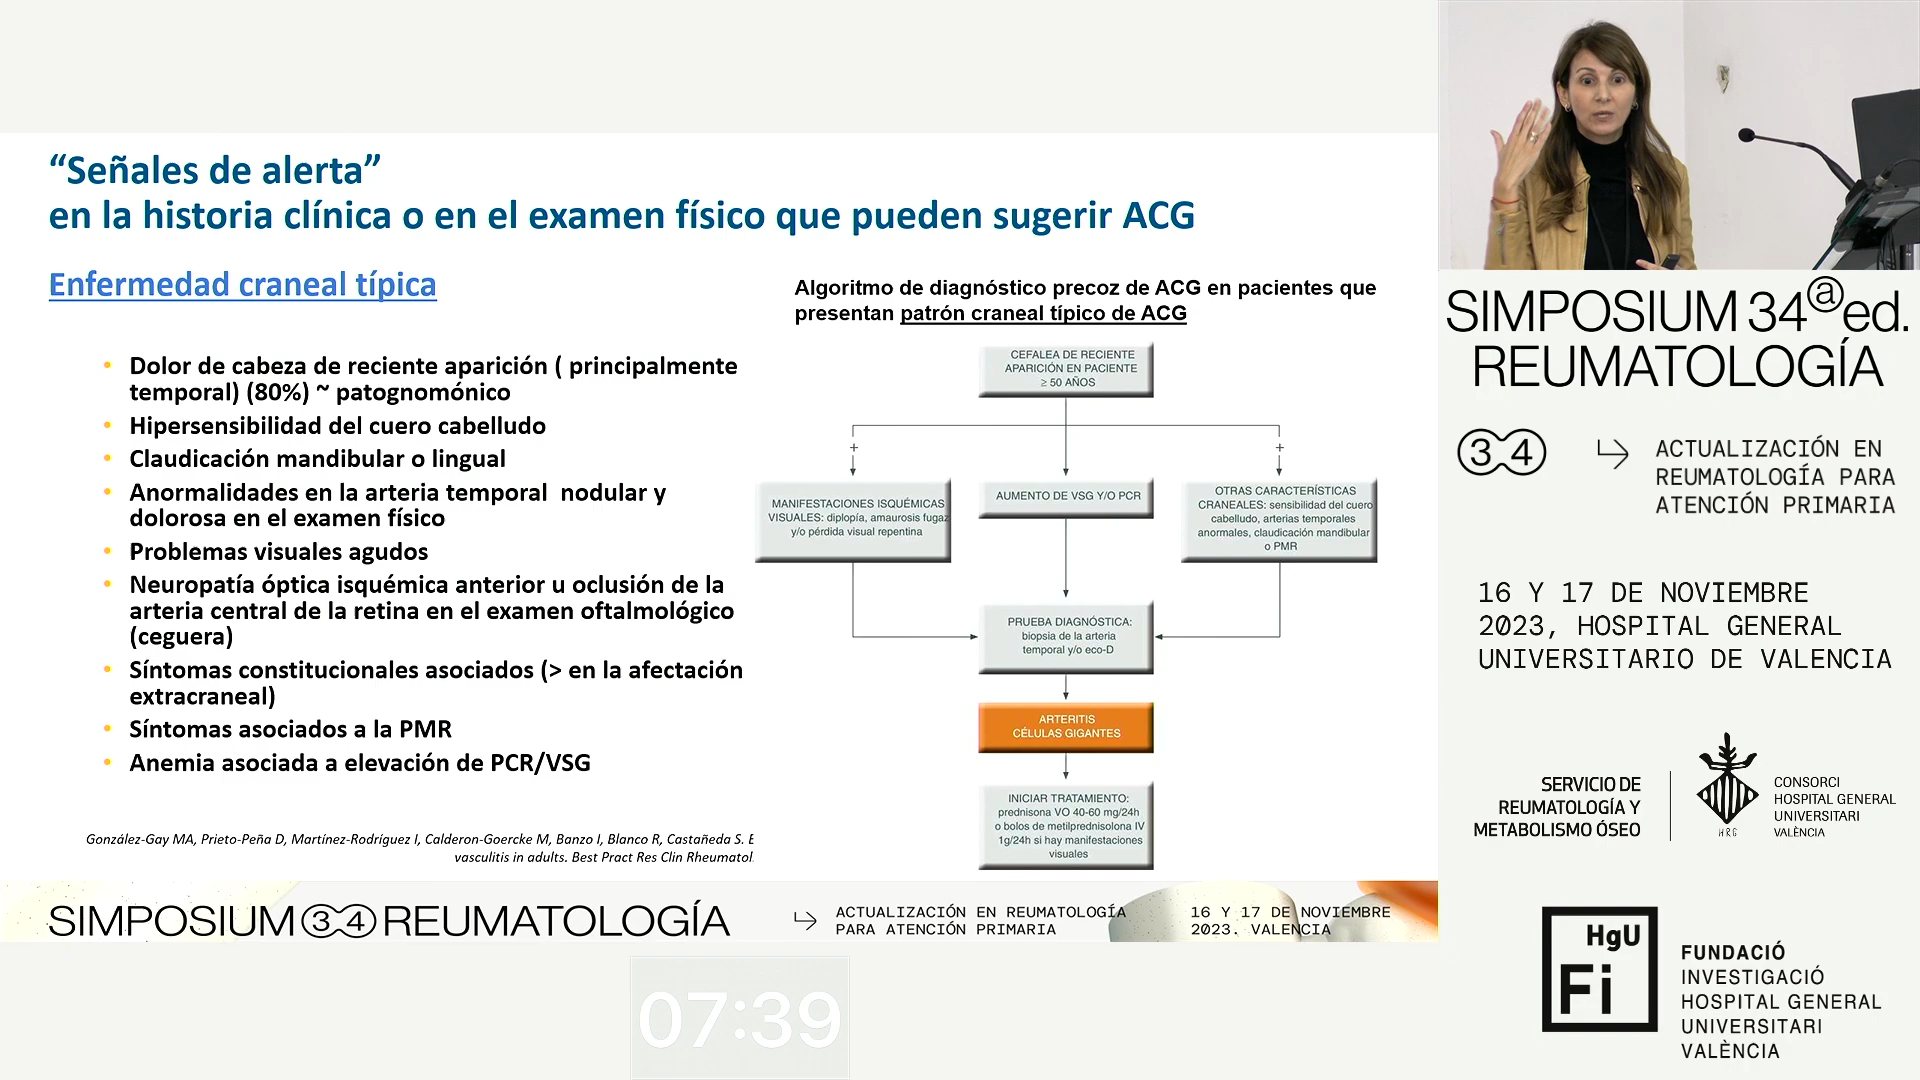 “Señales de alerta”
en la historia clínica o en el examen físico que pueden sugerir ACG
Enfermedad craneal típica
• Dolor de cabeza de reciente aparición ( principalmente
temporal) (80%) ~ patognomónico
• Hipersensibilidad del cuero cabelludo
• Claudicación mandibular o lingual
• Anormalidades en la arteria temporal nodular y
dolorosa en el examen físico
• Problemas visuales agudos
• Neuropatía óptica isquémica anterior u oclusión de la
arteria central de la retina en el examen oftalmológico
(ceguera)
• Síntomas constitucionales asociados (> en la afectación
extracraneal)
• Síntomas asociados a la PMR
• Anemia asociada a elevación de PCR/VSG
González-Gay MA, Prieto-Peña D, Martínez-Rodríguez I, Calderon-Goercke M, Banzo I, Blanco R, Castañeda S.
vasculitis in adults. Best Pract Res Clin Rheumatol.
Algoritmo de diagnóstico precoz de ACG en pacientes que
presentan patrón craneal típico de ACG
CEFALEA DE RECIENTE
APARICIÓN EN PACIENTE
≥ 50 AÑOS
+
+
MANIFESTACIONES ISQUÉMICAS
VISUALES: diplopía, amaurosis fugaz
y/o pérdida visual repentina
AUMENTO DE VSG Y/O PCR
OTRAS CARACTERÍSTICAS
CRANEALES: sensibilidad del cuero
cabelludo, arterias temporales
anormales, claudicación mandibular
o PMR
PRUEBA DIAGNÓSTICA:
biopsia de la arteria
temporal y/o eco-D
ARTERITIS
CÉLULAS GIGANTES
INICIAR TRATAMIENTO:
prednisona VO 40-60 mg/24h
o bolos de metilprednisolona IV
1g/24h si hay manifestaciones
visuales
SIMPOSIUM 34 REUMATOLOGÍA
ACTUALIZACIÓN EN REUMATOLOGÍA
PARA ATENCIÓN PRIMARIA
16 Y 17 DE NOVIEMBRE
2023. VALENCIA
07:39
SIMPOSIUM 34ª ed.
REUMATOLOGÍA
34
ACTUALIZACIÓN EN
REUMATOLOGÍA PARA
ATENCIÓN PRIMARIA
16 Y 17 DE NOVIEMBRE
2023, HOSPITAL GENERAL
UNIVERSITARIO DE VALENCIA
SERVICIO DE
REUMATOLOGÍA Y
METABOLISMO ÓSEO
HRG
CONSORCI
HOSPITAL GENERAL
UNIVERSITARI
VALÈNCIA
HgU
Fi
FUNDACIÓ
INVESTIGACIÓ
HOSPITAL GENERAL
UNIVERSITARI
VALÈNCIA